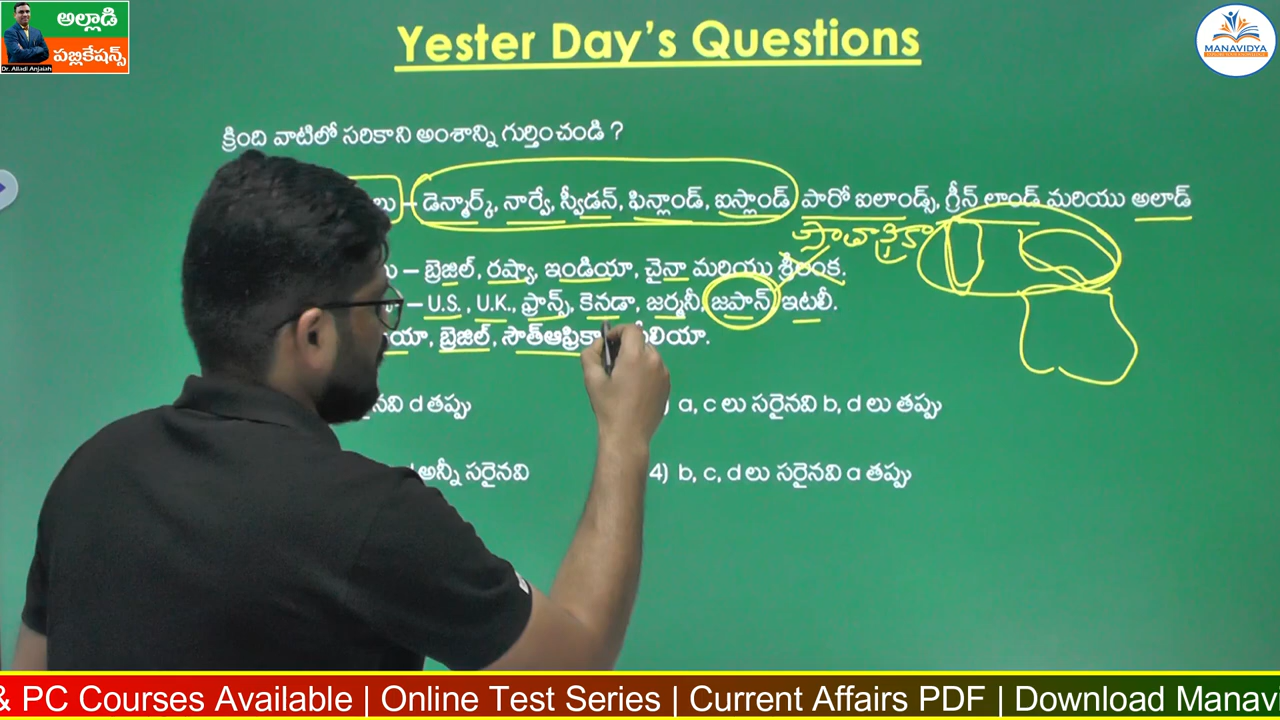 అల్లాడి
పబ్లికేషన్స్
Dr. Alladi Anjaiah
Yester Day's Questions
MANAVIDYA
క్రింది వాటిలో సరికాని అంశాన్ని గుర్తించండి ?
లు – డెన్మార్క్, నార్వే, స్వీడన్, ఫిన్లాండ్, ఐస్లాండ్, పారో ఐలాండ్స్, గ్రీన్ లాండ్ మరియు అలాడ్
– బ్రెజిల్, రష్యా, ఇండియా, చైనా మరియు శ్రీలంక.
– U.S. , U.K., ఫ్రాన్స్, కెనడా, జర్మనీ, జపాన్ ఇటలీ.
యా, బ్రెజిల్, సౌత్ఆఫ్రికా లియా.
నవి d తప్పు
) a, c లు సరైనవి b, d లు తప్పు
d అన్నీ సరైనవి
4) b, c, d లు సరైనవి a తప్పు
& PC Courses Available | Online Test Series | Current Affairs PDF | Download Manavi